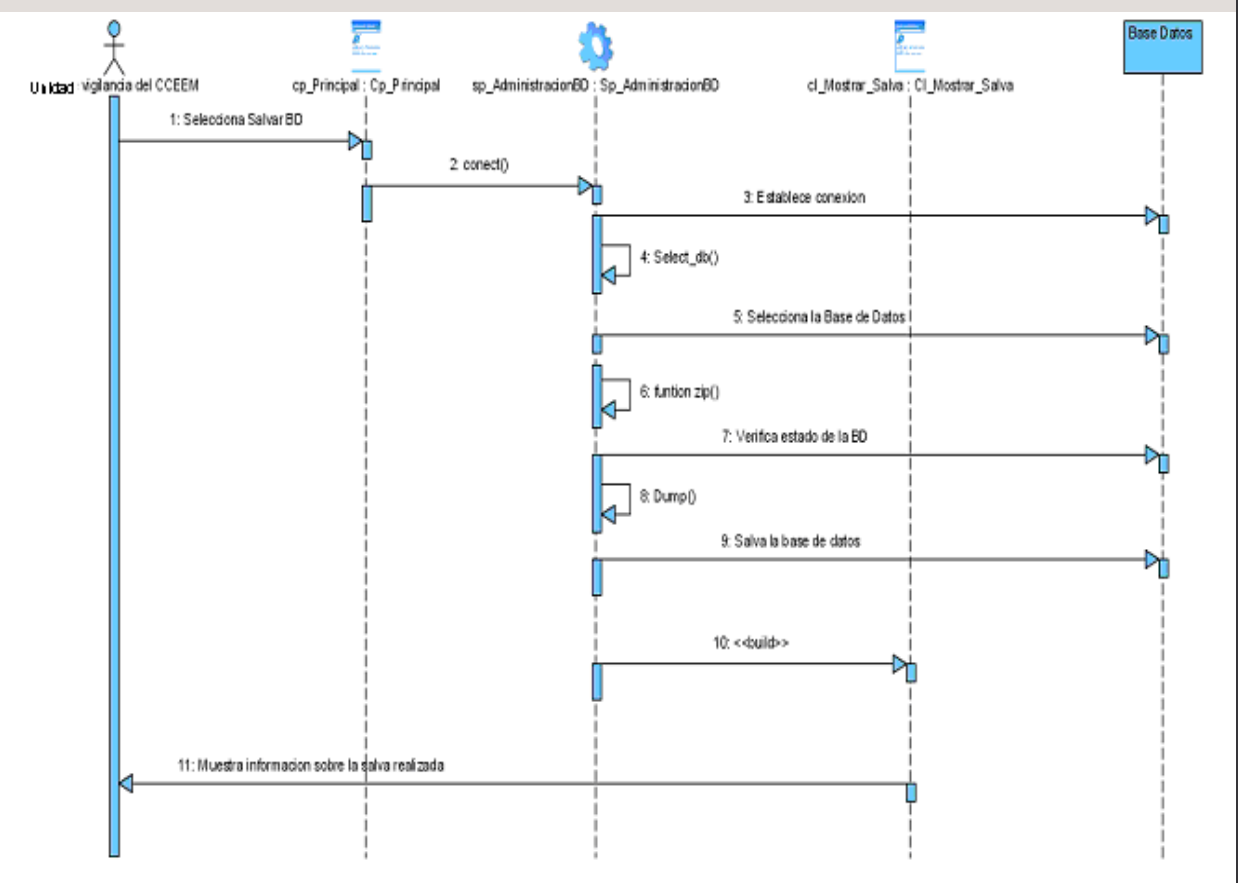 Base Datos
Unidad vigilancia del CCEEM
cp_Principal : Cp_Principal
sp_AdministracionBD : Sp_AdministracionBD
cl_Mostrar_Salva : Cl_Mostrar_Salva
1: Selecciona Salvar BD
2: conect()
3: Establece conexion
4: Select_db()
5: Selecciona la Base de Datos
6: funtion zip()
7: Verifica estado de la BD
8: Dump()
9: Salva la base de datos
10: <<build>>
11: Muestra informacion sobre la salva realizada